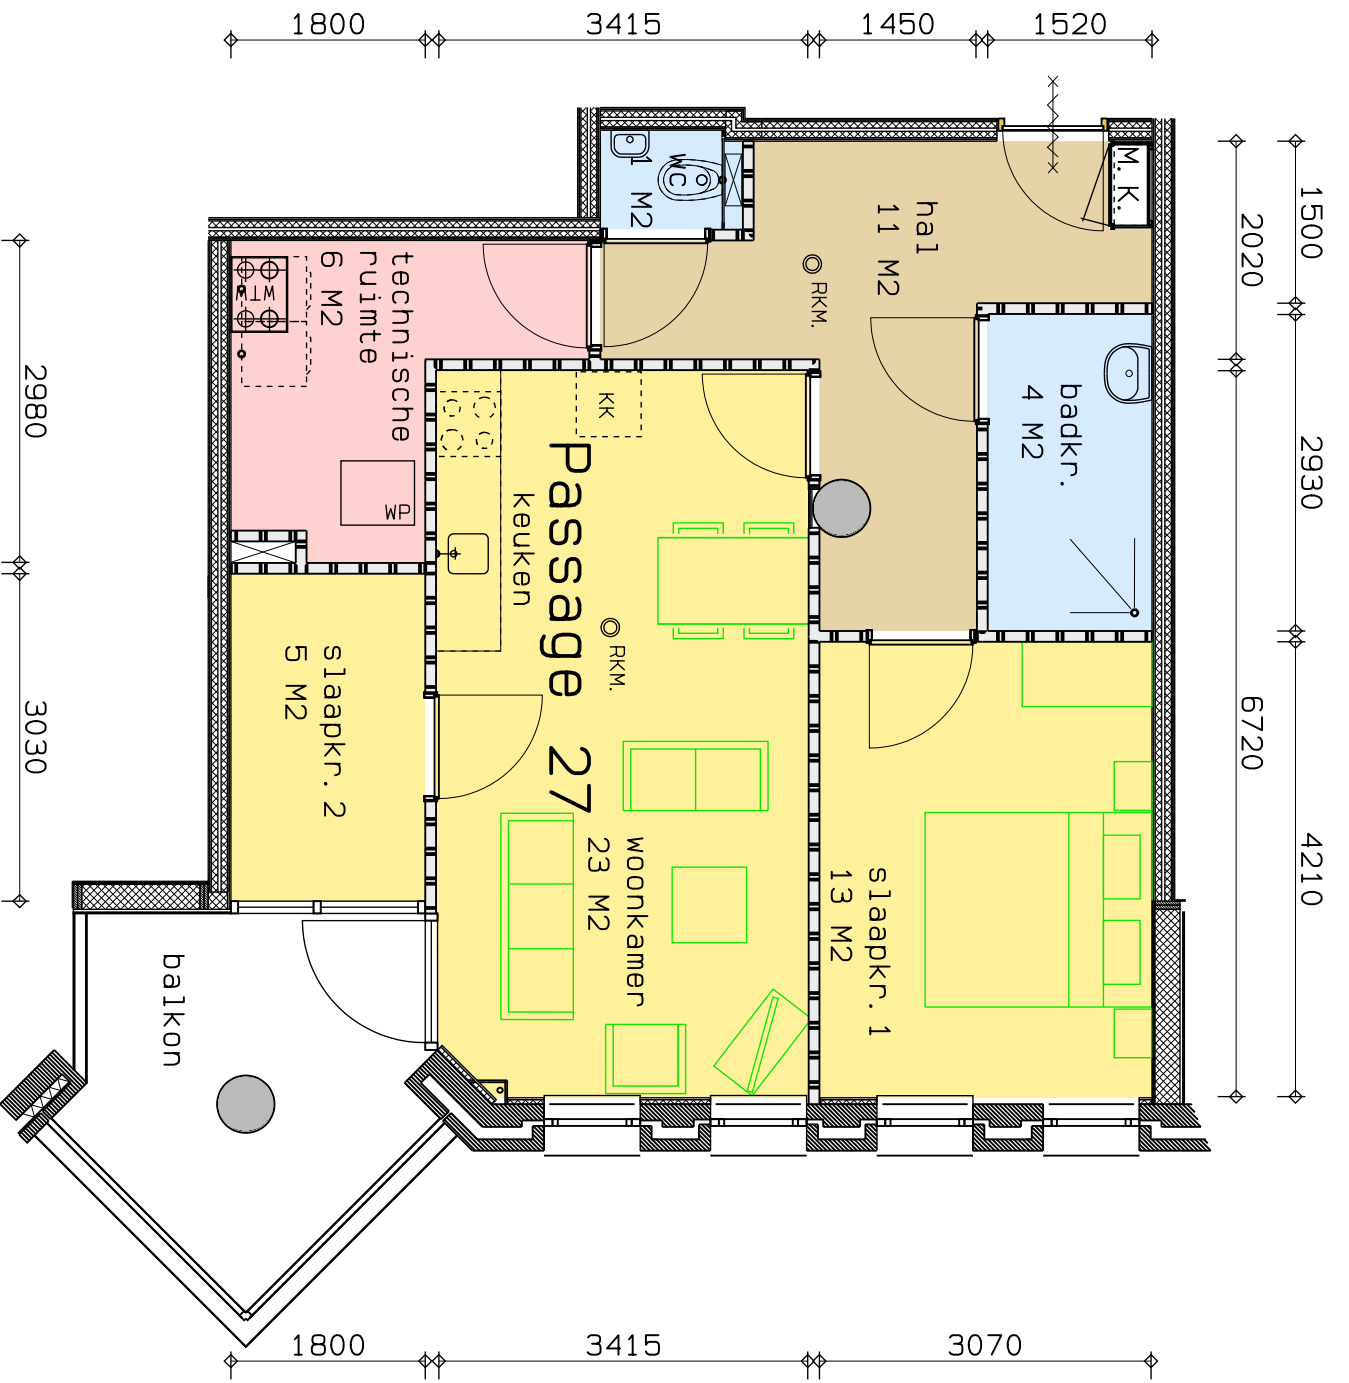 1800
3415
1450
1520
M.K.
1500
2020
WC
1 M2
hal
11 M2
RKM.
technische
ruimte
6 M2
WTW
KK
badkr.
4 M2
2980
2930
WP
keuken
Passage 27
RKM.
slaapkr. 2
5 M2
3030
6720
woonkamer
23 M2
slaapkr. 1
13 M2
4210
balkon
1800
3415
3070